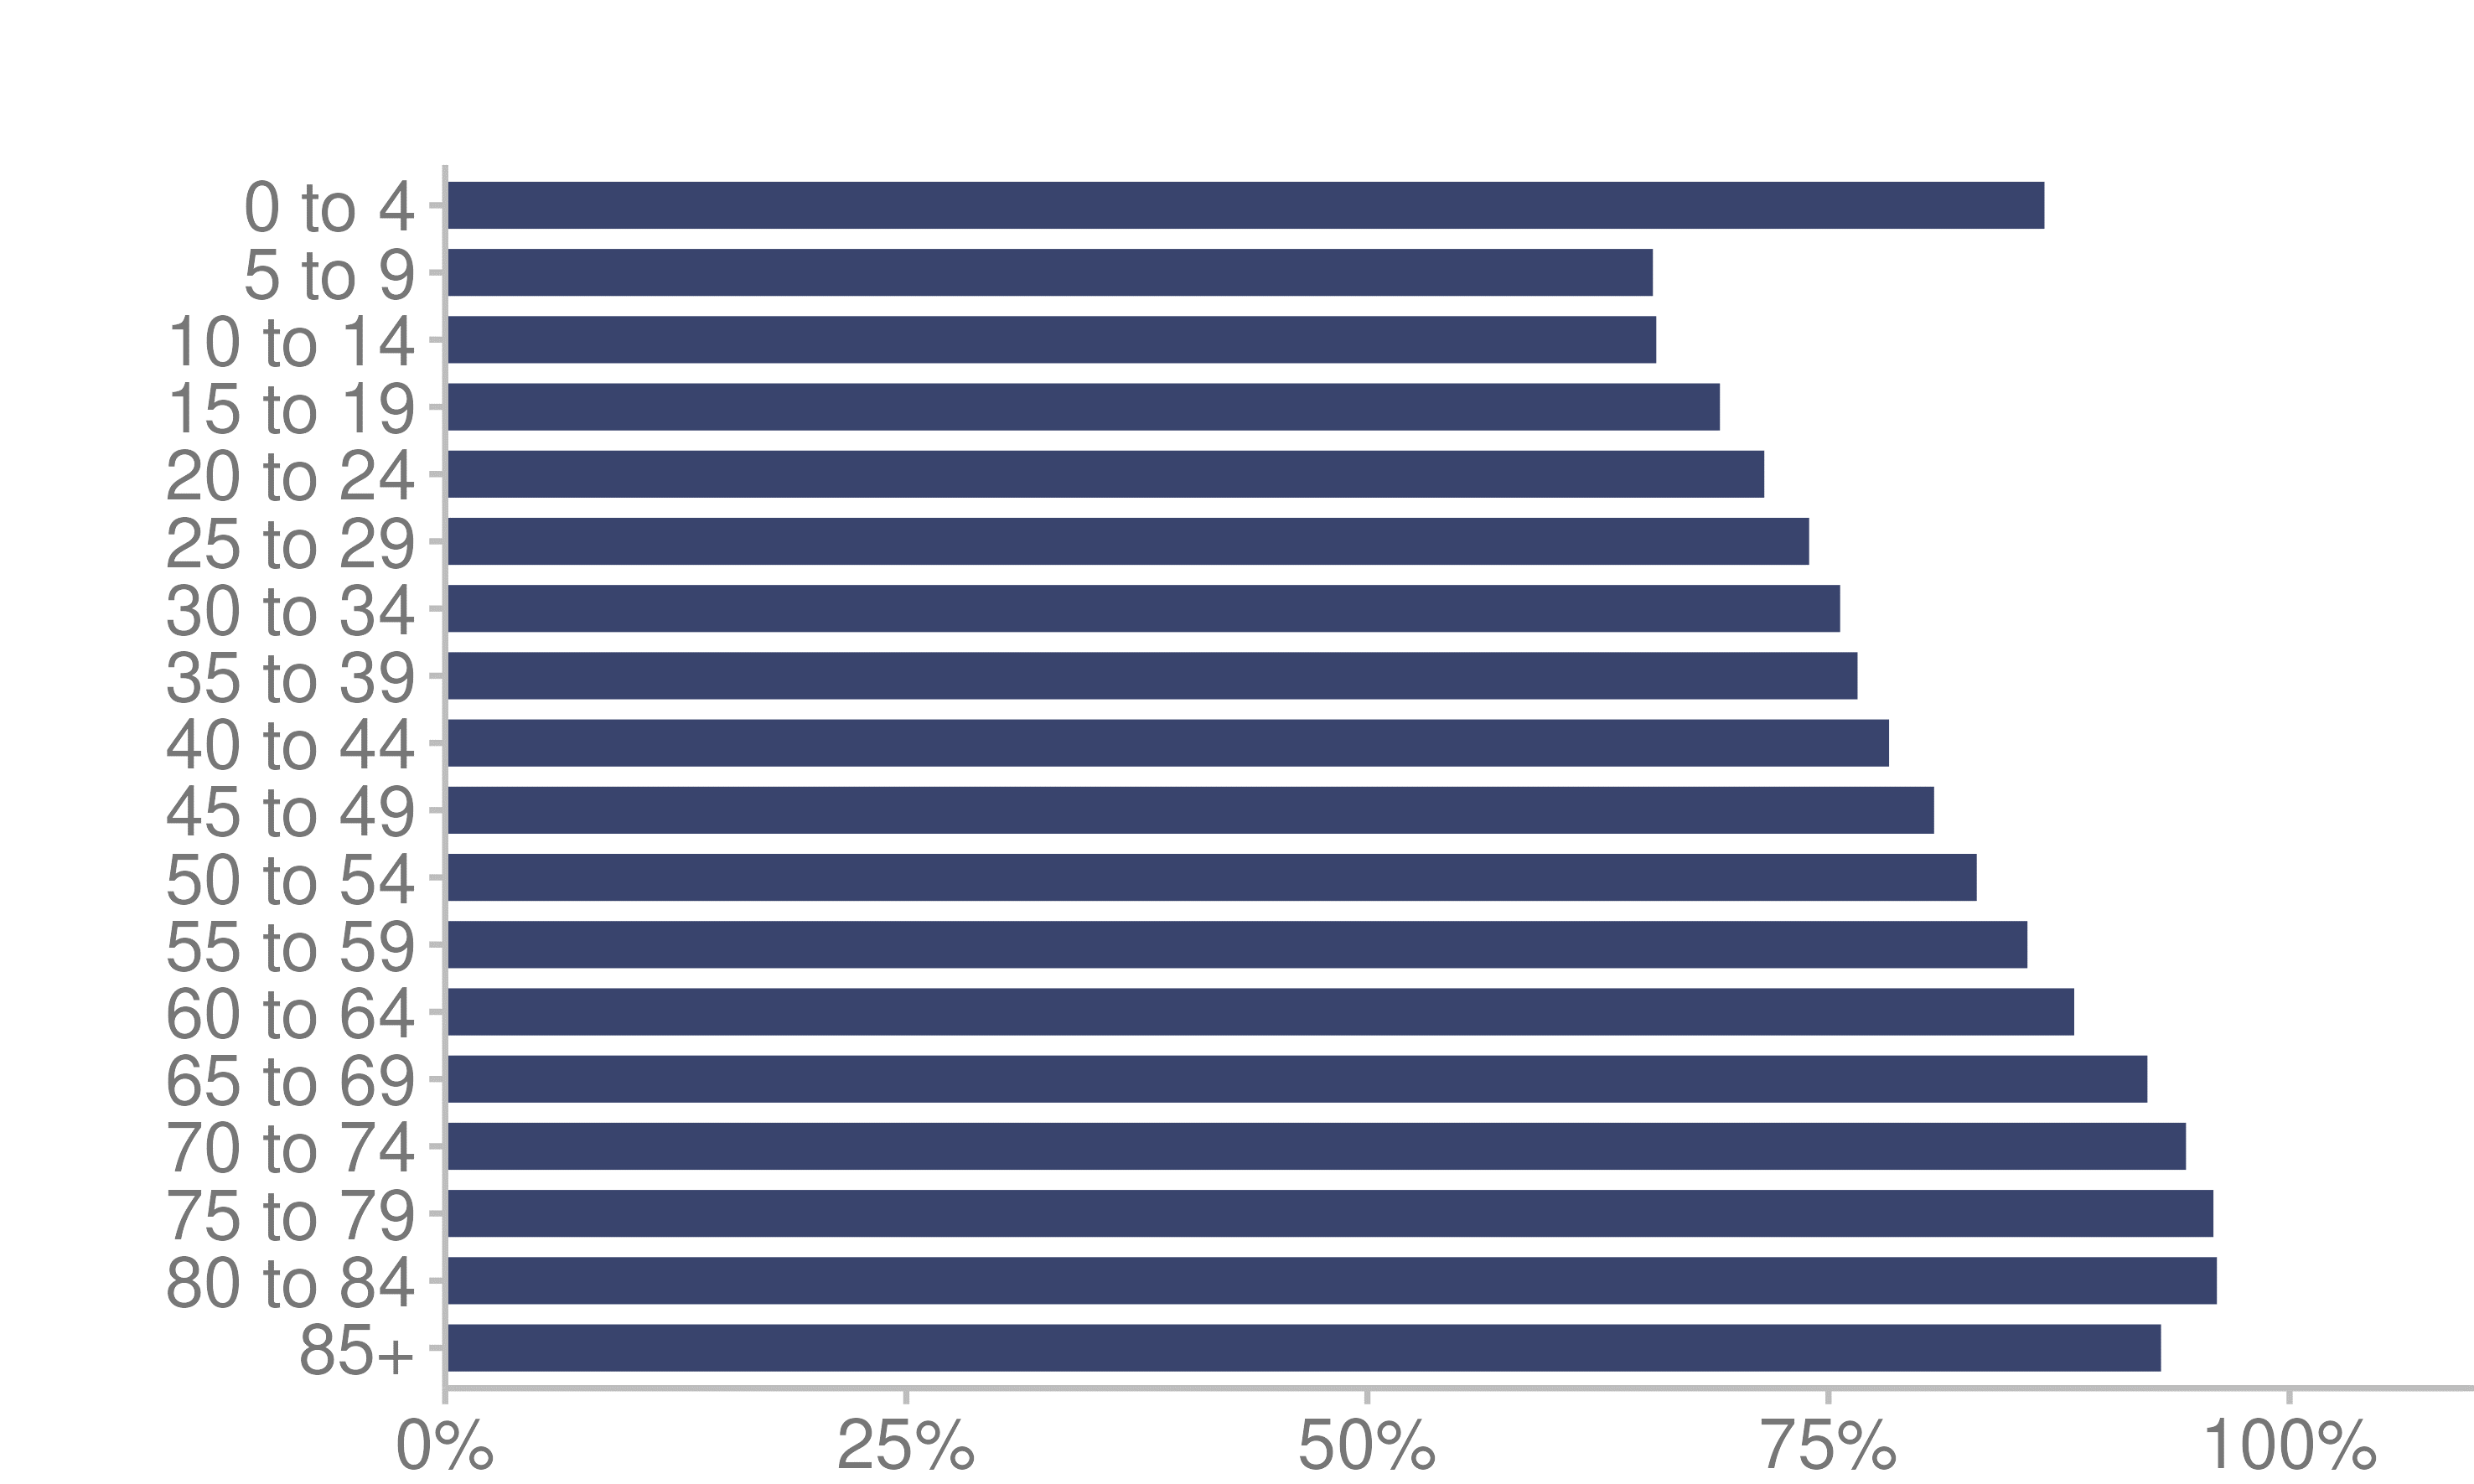 0 to 4
5 to 9
10 to 14
15 to 19
20 to 24
25 to 29
30 to 34
35 to 39
40 to 44
45 to 49
50 to 54
55 to 59
60 to 64
65 to 69
70 to 74
75 to 79
80 to 84
85+
0% 25% 50% 75% 100%